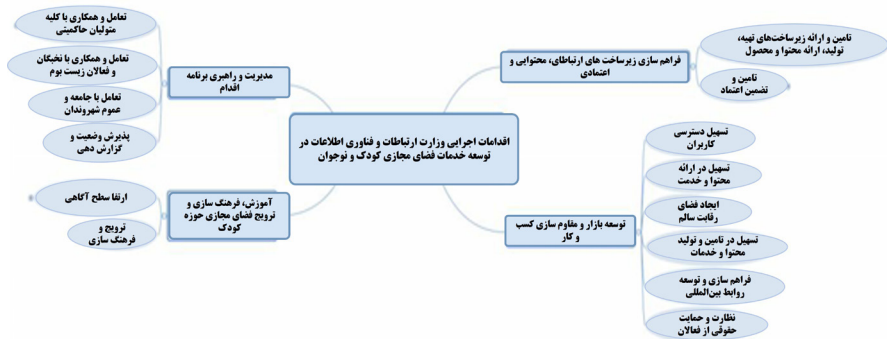 اقدامات اجرایی وزارت ارتباطات و فناوری اطلاعات در
توسعه خدمات فضای مجازی کودک و نوجوان
فراهم سازی زیرساخت های ارتباطای، محتوایی و
اعتمادی
تامین و ارائه زیرساخت‌های تهیه،
تولید، ارائه محتوا و محصول
تامین و
تضمین اعتماد
توسعه بازار و مقاوم سازی کسب
و کار
تسهیل دسترسی
کاربران
تسهیل در ارائه
محتوا و خدمت
ایجاد فضای
رقابت سالم
تسهیل در تامین و تولید
محتوا و خدمات
فراهم سازی و توسعه
روابط بین‌المللی
نظارت و حمایت
حقوقی از فعالان
مدیریت و راهبری برنامه
اقدام
تعامل و همکاری با کلیه
متولیان حاکمیتی
تعامل و همکاری با نخبگان
و فعالان زیست بوم
تعامل با جامعه و
عموم شهروندان
پذیرش وضعیت و
گزارش دهی
آموزش، فرهنگ سازی و
ترویج فضای مجازی حوزه
کودک
ارتقا سطح آگاهی
ترویج و
فرهنگ سازی